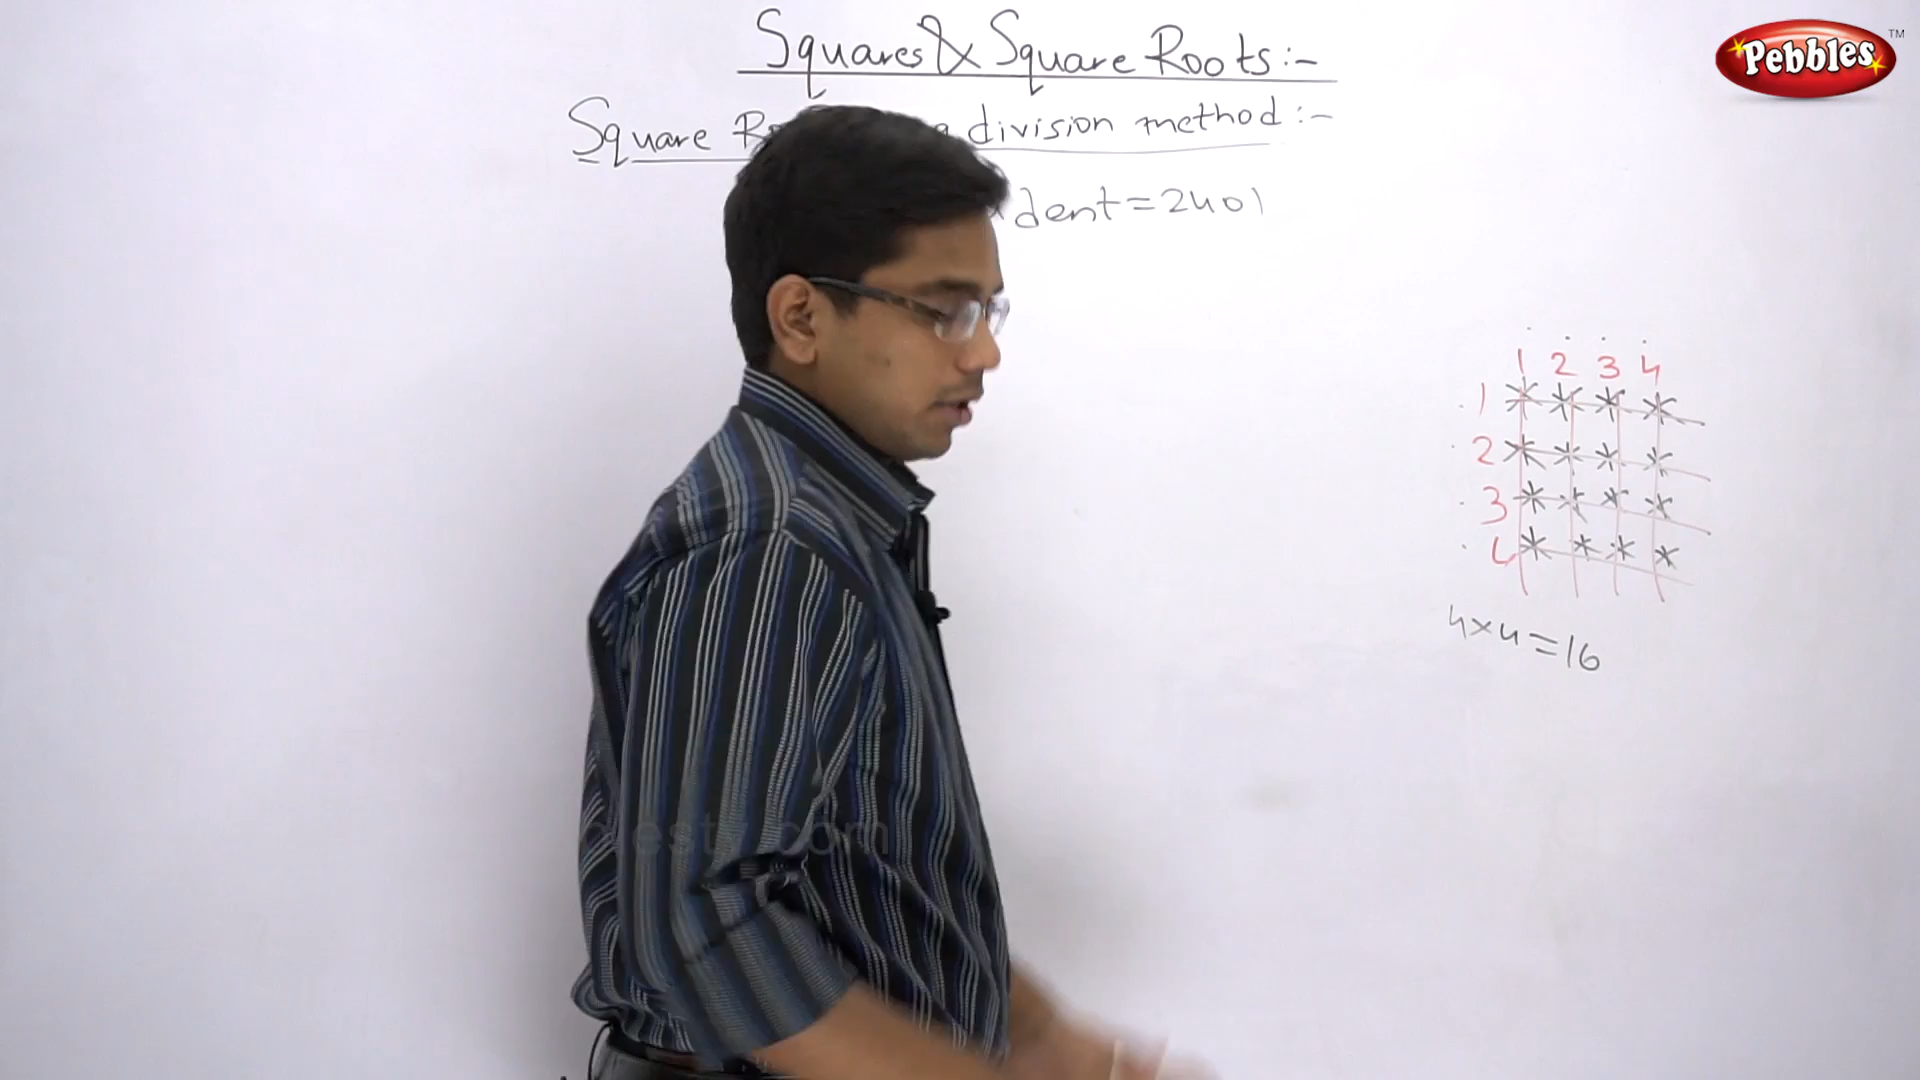 Squares & Square Roots:-
Pebbles TM
Square division method:-
dent=2401
1 2 3 4
1
2
3
4
4×4=16